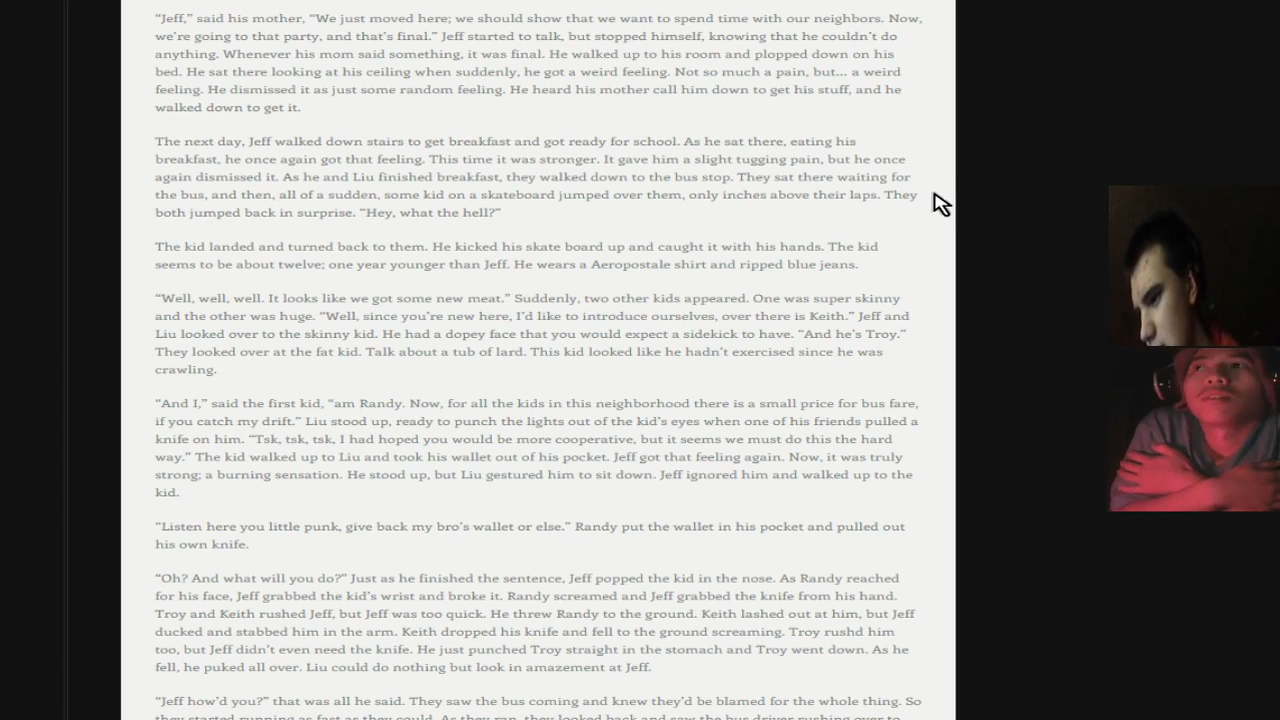 “Jeff,” said his mother, “We just moved here; we should show that we want to spend time with our neighbors. Now,
we’re going to that party, and that’s final.” Jeff started to talk, but stopped himself, knowing that he couldn’t do
anything. Whenever his mom said something, it was final. He walked up to his room and plopped down on his
bed. He sat there looking at his ceiling when suddenly, he got a weird feeling. Not so much a pain, but... a weird
feeling. He dismissed it as just some random feeling. He heard his mother call him down to get his stuff, and he
walked down to get it.
The next day, Jeff walked down stairs to get breakfast and got ready for school. As he sat there, eating his
breakfast, he once again got that feeling. This time it was stronger. It gave him a slight tugging pain, but he once
again dismissed it. As he and Liu finished breakfast, they walked down to the bus stop. They sat there waiting for
the bus, and then, all of a sudden, some kid on a skateboard jumped over them, only inches above their laps. They
both jumped back in surprise. “Hey, what the hell?”
The kid landed and turned back to them. He kicked his skate board up and caught it with his hands. The kid
seems to be about twelve; one year younger than Jeff. He wears a Aeropostale shirt and ripped blue jeans.
“Well, well, well. It looks like we got some new meat.” Suddenly, two other kids appeared. One was super skinny
and the other was huge. “Well, since you’re new here, I’d like to introduce ourselves, over there is Keith.” Jeff and
Liu looked over to the skinny kid. He had a dopey face that you would expect a sidekick to have. “And he’s Troy.”
They looked over at the fat kid. Talk about a tub of lard. This kid looked like he hadn’t exercised since he was
crawling.
“And I,” said the first kid, “am Randy. Now, for all the kids in this neighborhood there is a small price for bus fare,
if you catch my drift.” Liu stood up, ready to punch the lights out of the kid’s eyes when one of his friends pulled a
knife on him. “Tsk, tsk, tsk, I had hoped you would be more cooperative, but it seems we must do this the hard
way.” The kid walked up to Liu and took his wallet out of his pocket. Jeff got that feeling again. Now, it was truly
strong; a burning sensation. He stood up, but Liu gestured him to sit down. Jeff ignored him and walked up to the
kid.
“Listen here you little punk, give back my bro’s wallet or else.” Randy put the wallet in his pocket and pulled out
his own knife.
“Oh? And what will you do?” Just as he finished the sentence, Jeff popped the kid in the nose. As Randy reached
for his face, Jeff grabbed the kid’s wrist and broke it. Randy screamed and Jeff grabbed the knife from his hand.
Troy and Keith rushed Jeff, but Jeff was too quick. He threw Randy to the ground. Keith lashed out at him, but Jeff
ducked and stabbed him in the arm. Keith dropped his knife and fell to the ground screaming. Troy rushd him
too, but Jeff didn’t even need the knife. He just punched Troy straight in the stomach and Troy went down. As he
fell, he puked all over. Liu could do nothing but look in amazement at Jeff.
“Jeff how’d you?” that was all he said. They saw the bus coming and knew they’d be blamed for the whole thing. So
they started running as fast as they could. As they ran, they looked back and saw the bus driver rushing over to